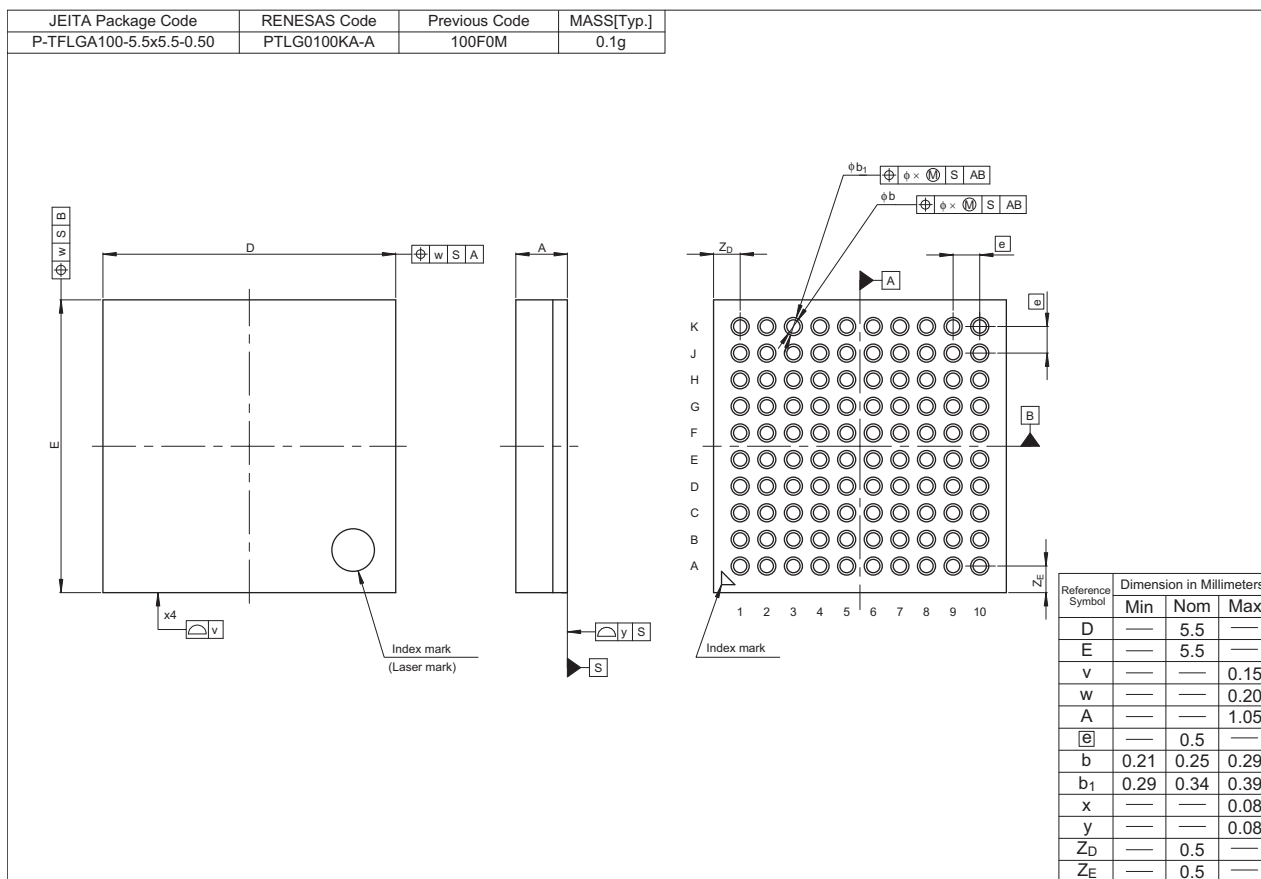 JEITA Package Code RENESAS Code Previous Code MASS[Typ.]
P-TFLGA100-5.5x5.5-0.50 PTLG0100KA-A 100F0M 0.1g
φb1 ⌖ φ × Ⓜ S AB
φb ⌖ φ × Ⓜ S AB
⌖ w S B
D
⌖ w S A
A
ZD
e
A
e
K
J
H
G
F
E
D
C
B
A
B
E
ZE
1 2 3 4 5 6 7 8 9 10
x4
⌓ v
Index mark
(Laser mark)
⌓ y S
S
Index mark
Reference Symbol Dimension in Millimeters
Min Nom Max
D — 5.5 —
E — 5.5 —
v — — 0.15
w — — 0.20
A — — 1.05
e — 0.5 —
b 0.21 0.25 0.29
b1 0.29 0.34 0.39
x — — 0.08
y — — 0.08
ZD — 0.5 —
ZE — 0.5 —